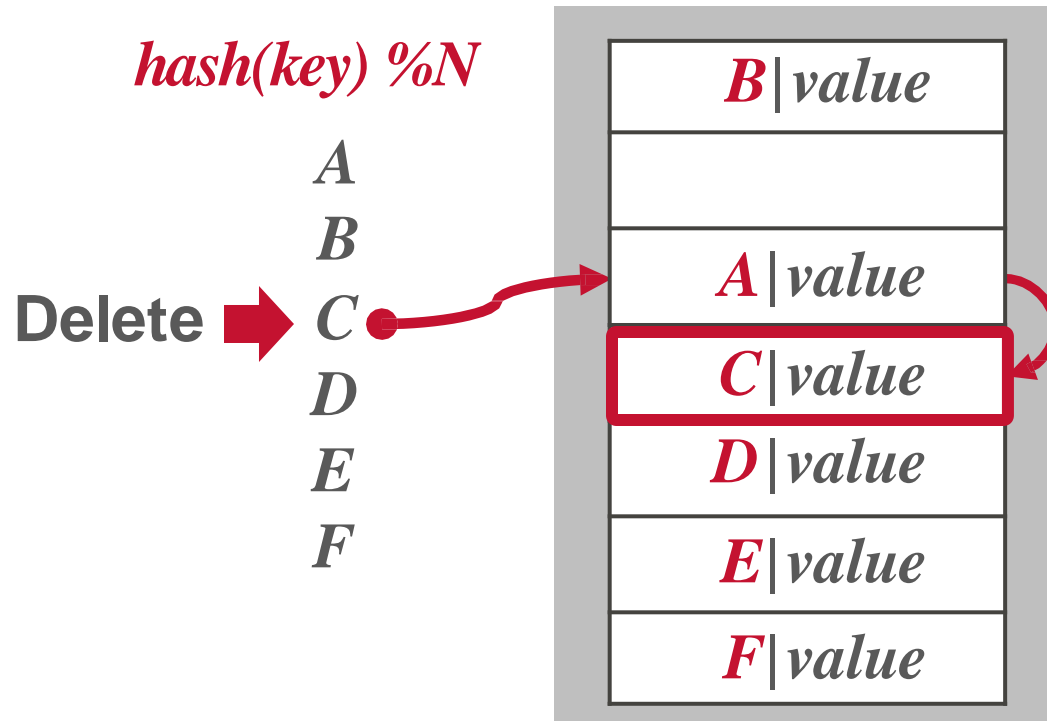 hash(key) %N
A
B
Delete C
D
E
F
B|value
A|value
C|value
D|value
E|value
F|value